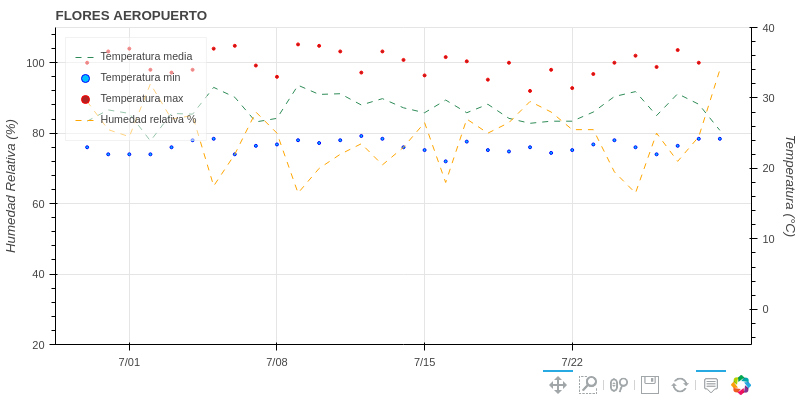 FLORES AEROPUERTO
Temperatura media
Temperatura min
Temperatura max
Humedad relativa %
Humedad Relativa (%)
100
80
60
40
20
Temperatura (°C)
40
30
20
10
0
7/01
7/08
7/15
7/22